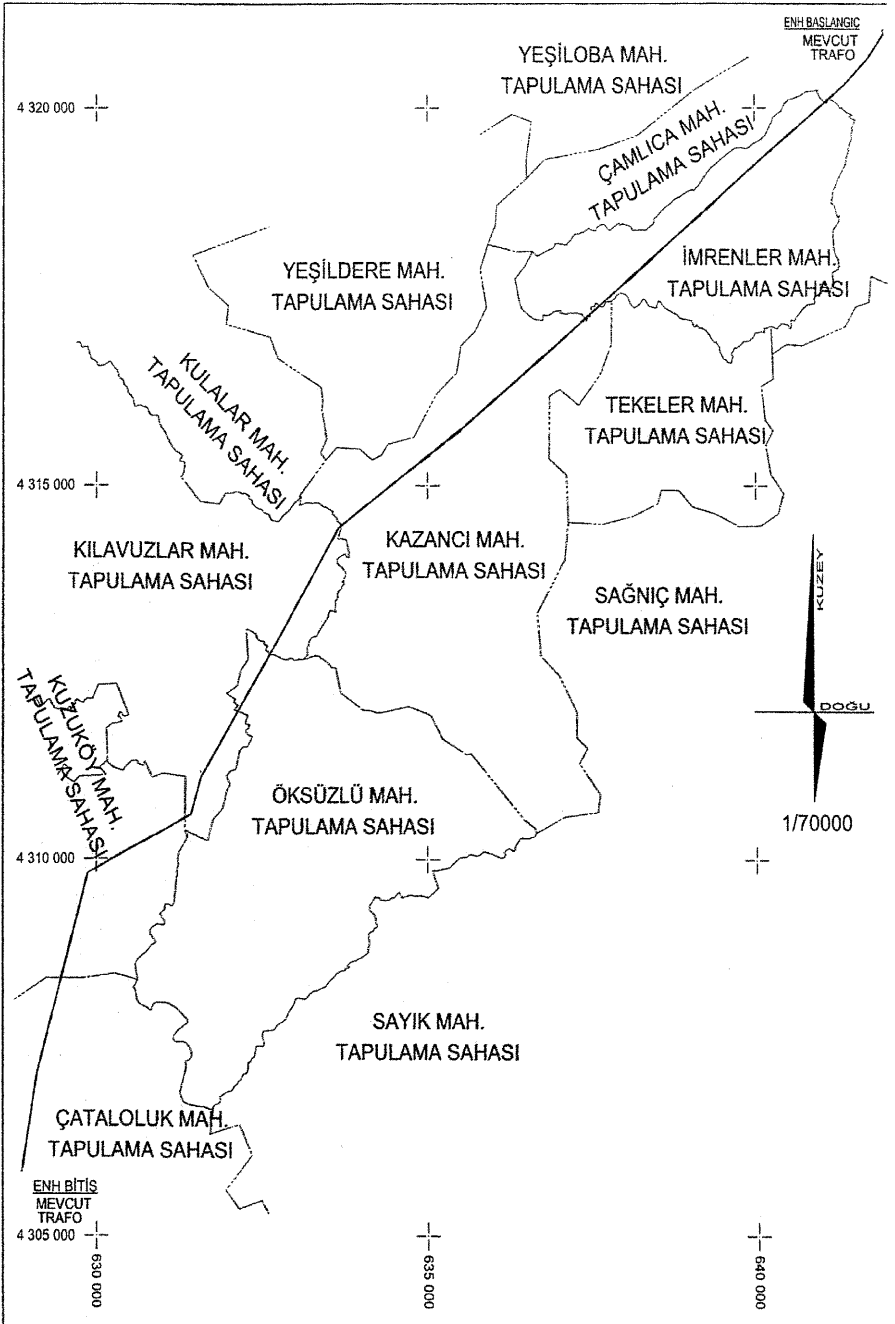 ENH BASLANGIÇ
MEVCUT
TRAFO
YEŞİLOBA MAH.
TAPULAMA SAHASI
4 320 000
ÇAMLICA MAH.
TAPULAMA SAHASI
YEŞİLDERE MAH.
TAPULAMA SAHASI
İMRENLER MAH.
TAPULAMA SAHASI
KULALAR MAH.
TAPULAMA SAHASI
TEKELER MAH.
TAPULAMA SAHASI
4 315 000
KILAVUZLAR MAH.
TAPULAMA SAHASI
KAZANCI MAH.
TAPULAMA SAHASI
SAĞNIÇ MAH.
TAPULAMA SAHASI
KUZEY
DOĞU
1/70000
KUZUKÖY MAH.
TAPULAMA SAHASI
ÖKSÜZLÜ MAH.
TAPULAMA SAHASI
4 310 000
SAYIK MAH.
TAPULAMA SAHASI
ÇATALOLUK MAH.
TAPULAMA SAHASI
ENH BİTİŞ
MEVCUT
TRAFO
4 305 000
630 000
635 000
640 000